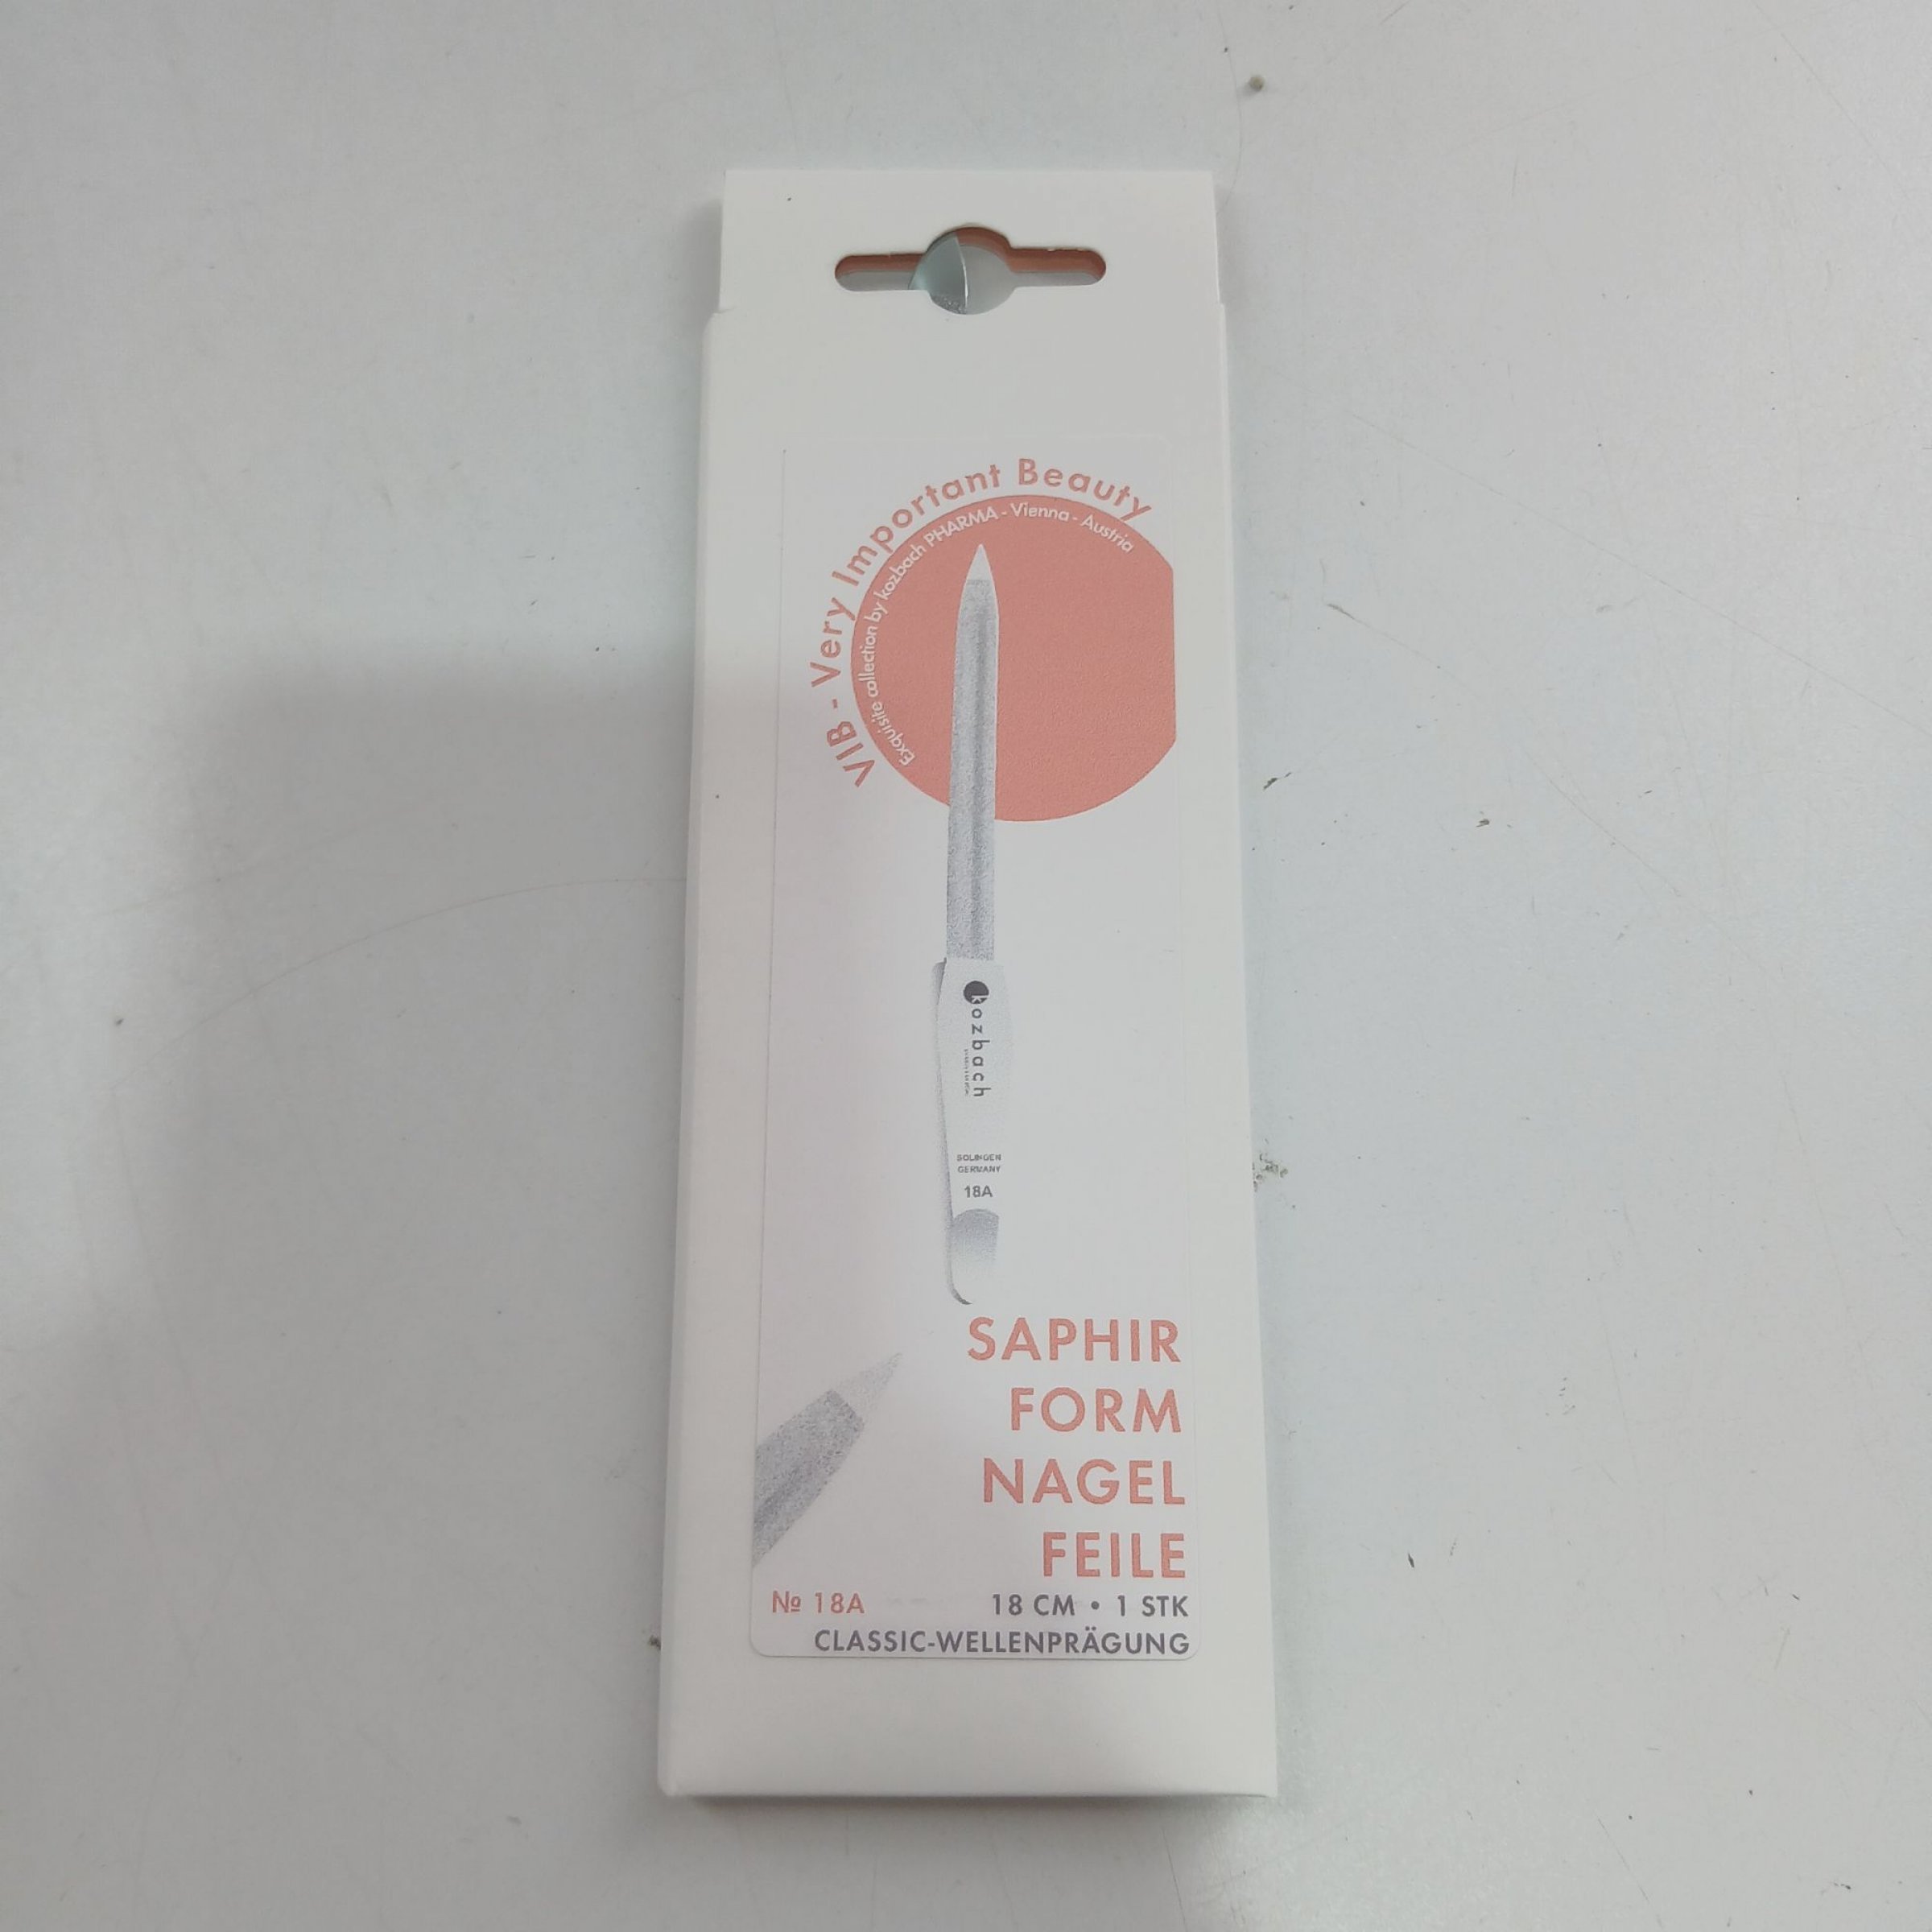 VIB - Very Important Beauty
Exquisite collection by kozbach PHARMA - Vienna - Austria
kozbach
SOLINGEN
GERMANY
18A
SAPHIR
FORM
NAGEL
FEILE
№ 18A
18 CM • 1 STK
CLASSIC-WELLENPRÄGUNG